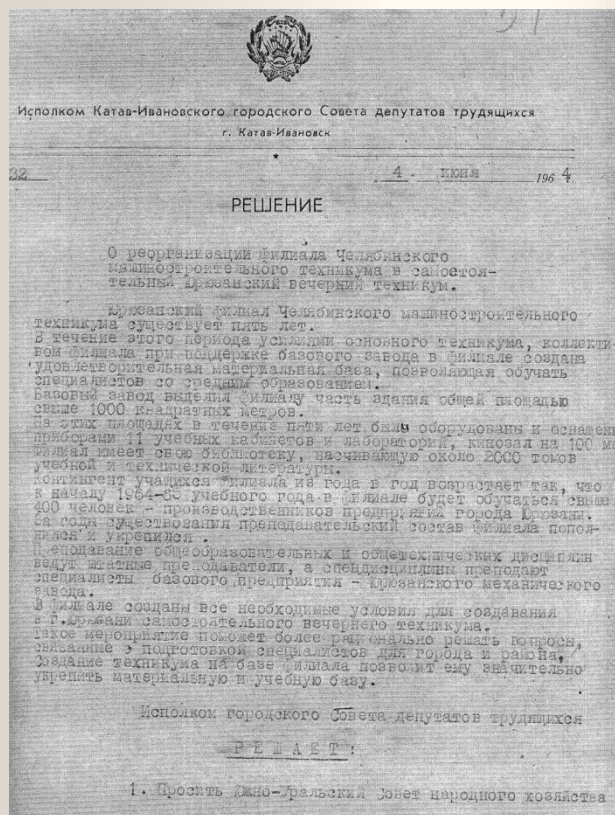 Исполком Катав-Ивановского городского Совета депутатов трудящихся
г. Катав-Ивановск
32 „ 4 - июня 1964
РЕШЕНИЕ
О реорганизации филиала Челябинского
машиностроительного техникума в самостоя-
тельный Юрюзанский вечерний техникум.
Юрюзанский филиал Челябинского машиностроительного
техникума существует пять лет.
В течение этого периода усилиями основного техникума, коллекти-
вом филиала при поддержке базового завода в филиале создана
удовлетворительная материальная база, позволяющая обучать
специалистов со средним образованием.
Базовый завод выделил филиалу часть здания общей площадью
свыше 1000 квадратных метров.
На этих площадях в течение пяти лет были оборудованы и оснащены
приборами 11 учебных кабинетов и лабораторий, кинозал на 100 ме
Филиал имеет свою библиотеку, насчитывающую около 2000 томов
учебной и технической литературы.
Контингент учащихся филиала из года в год возрастает так, что
к началу 1964-65 учебного года в филиале будет обучаться свыше
400 человек - производственников предприятий города Юрюзани.
За годы существования преподавательский состав филиала попол-
нился и укрепился .
Преподавание общеобразовательных и общетехнических дисциплин
ведут штатные преподаватели, а спецдисциплины преподают
специалисты базового предприятия - Юрюзанского механического
завода.
В филиале созданы все необходимые условия для создавания
в г.Юрюзани самостоятельного вечернего техникума.
Такое мероприятие поможет более рационально решать вопросы,
связанные с подготовкой специалистов для города и района,
Создание техникума на базе филиала позволит ему значительно
укрепить материальную и учебную базу.
Исполком городского Совета депутатов трудящихся
Р Е Ш А Е Т :
1. Просить Южно-Уральский Совет народного хозяйства